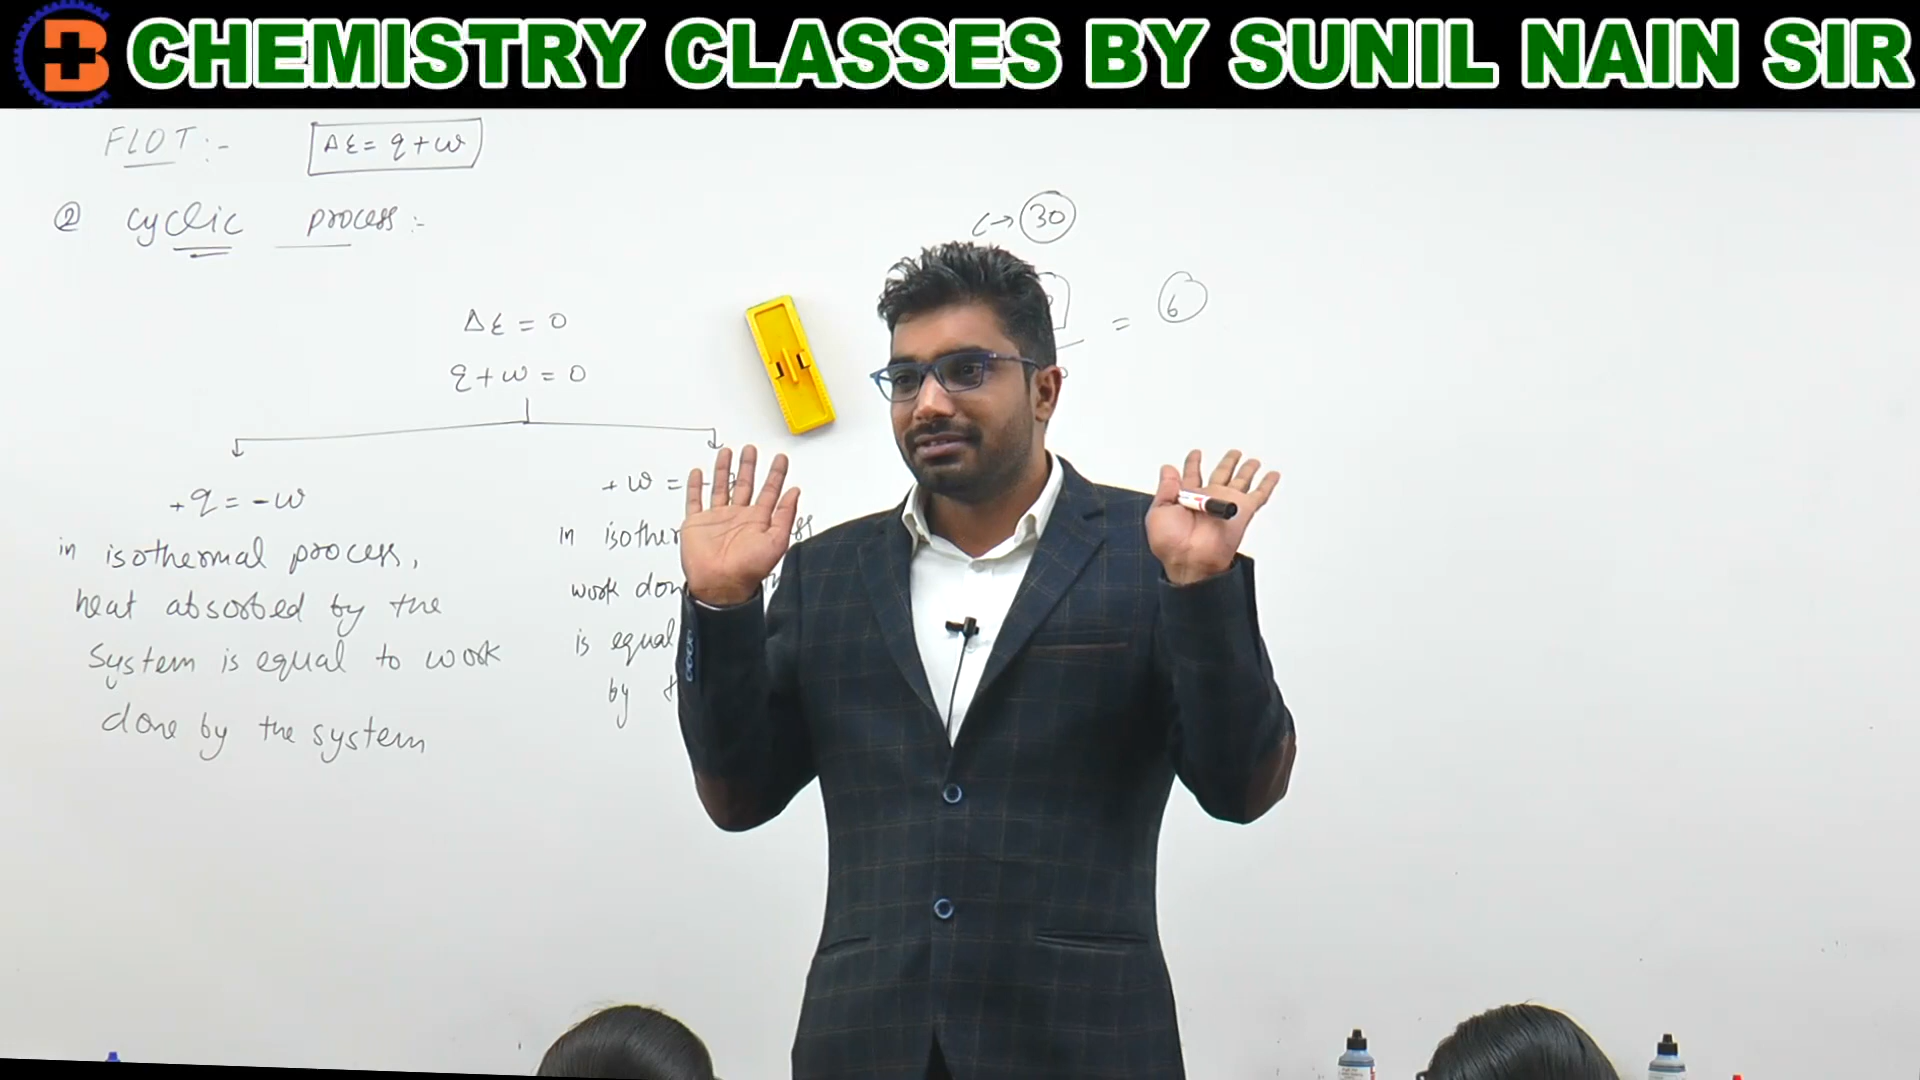 B CHEMISTRY CLASSES BY SUNIL NAIN SIR
FLOT :-
ΔE = q + w
② cyclic process :-
ΔE = 0
q + w = 0
+q = -w
in isothermal process,
heat absorbed by the
System is equal to work
done by the system
+w =
in
work
is equal
by
→ 30
= 6